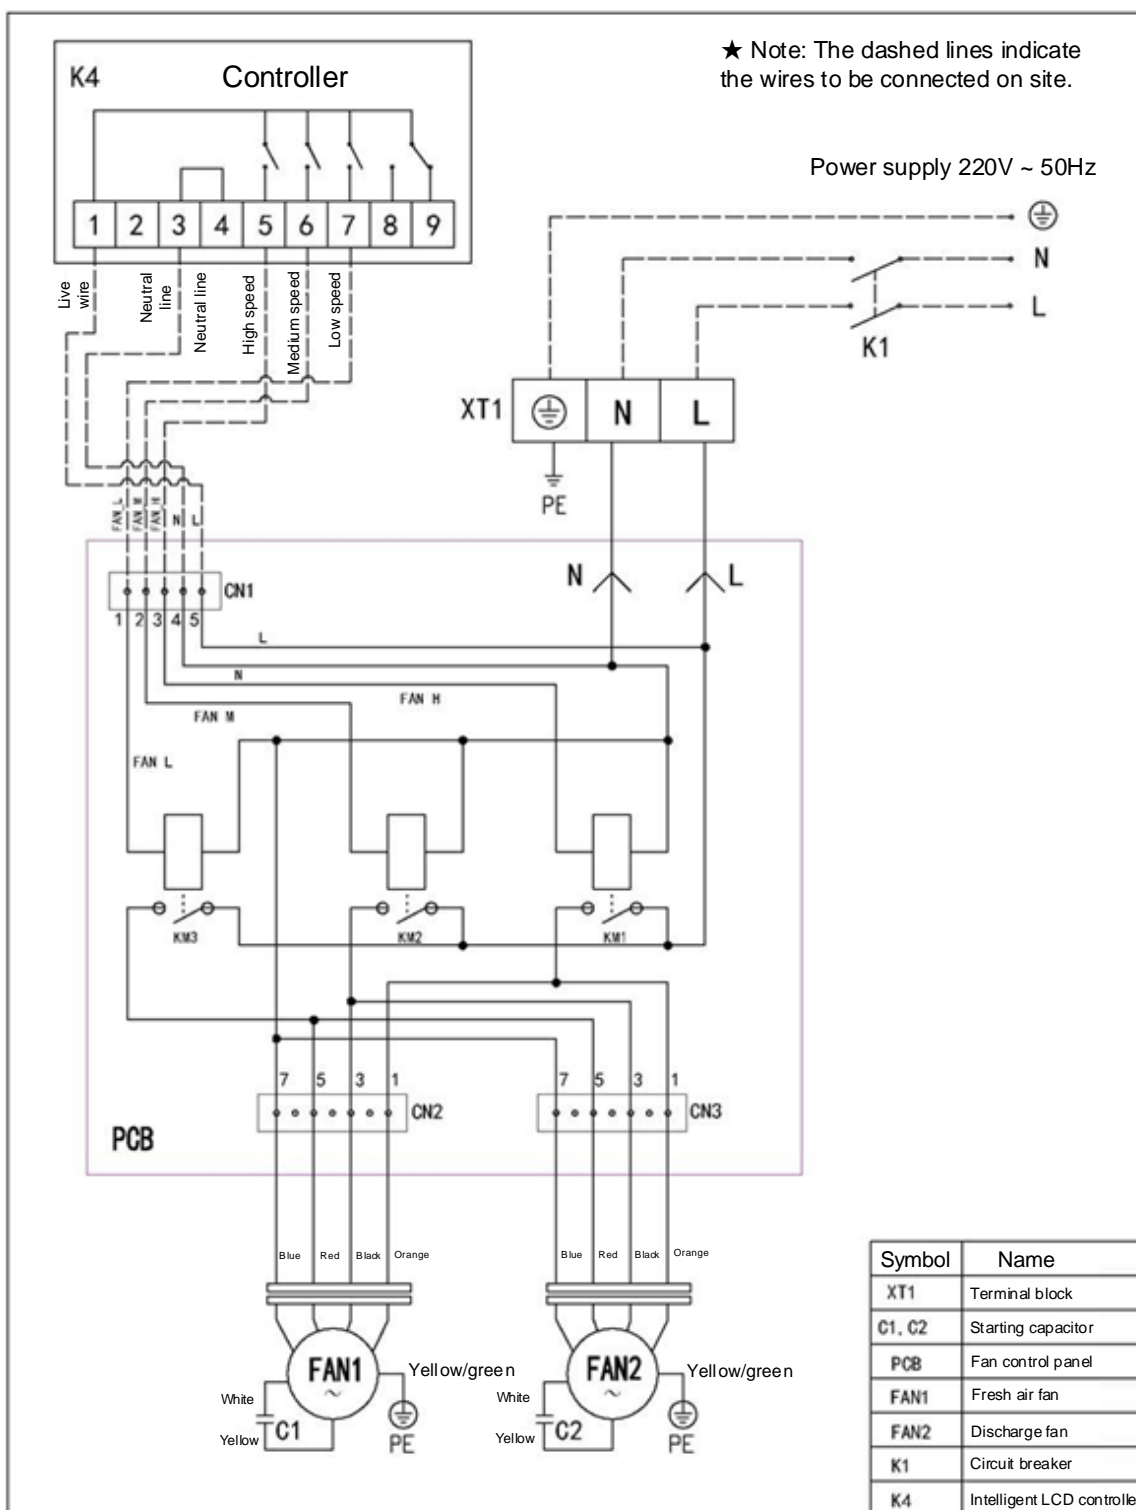 ★ Note: The dashed lines indicate
the wires to be connected on site.
K4 Controller
1 2 3 4 5 6 7 8 9
Live
wire
Neutral
line
Neutral line
High speed
Medium speed
Low speed
Power supply 220V ~ 50Hz
N
L
K1
XT1 N L
PE
FAN_L
FAN_M
FAN_H
N
L
N L
CN1
1 2 3 4 5
L
N
FAN H
FAN M
FAN L
KM3 KM2 KM1
7 5 3 1 CN2
7 5 3 1 CN3
PCB
Blue Red Black Orange
Blue Red Black Orange
FAN1
~
Yellow/green
White
C1
Yellow
PE
FAN2
~
Yellow/green
White
C2
Yellow
PE
Symbol Name
XT1 Terminal block
C1, C2 Starting capacitor
PCB Fan control panel
FAN1 Fresh air fan
FAN2 Discharge fan
K1 Circuit breaker
K4 Intelligent LCD controlle